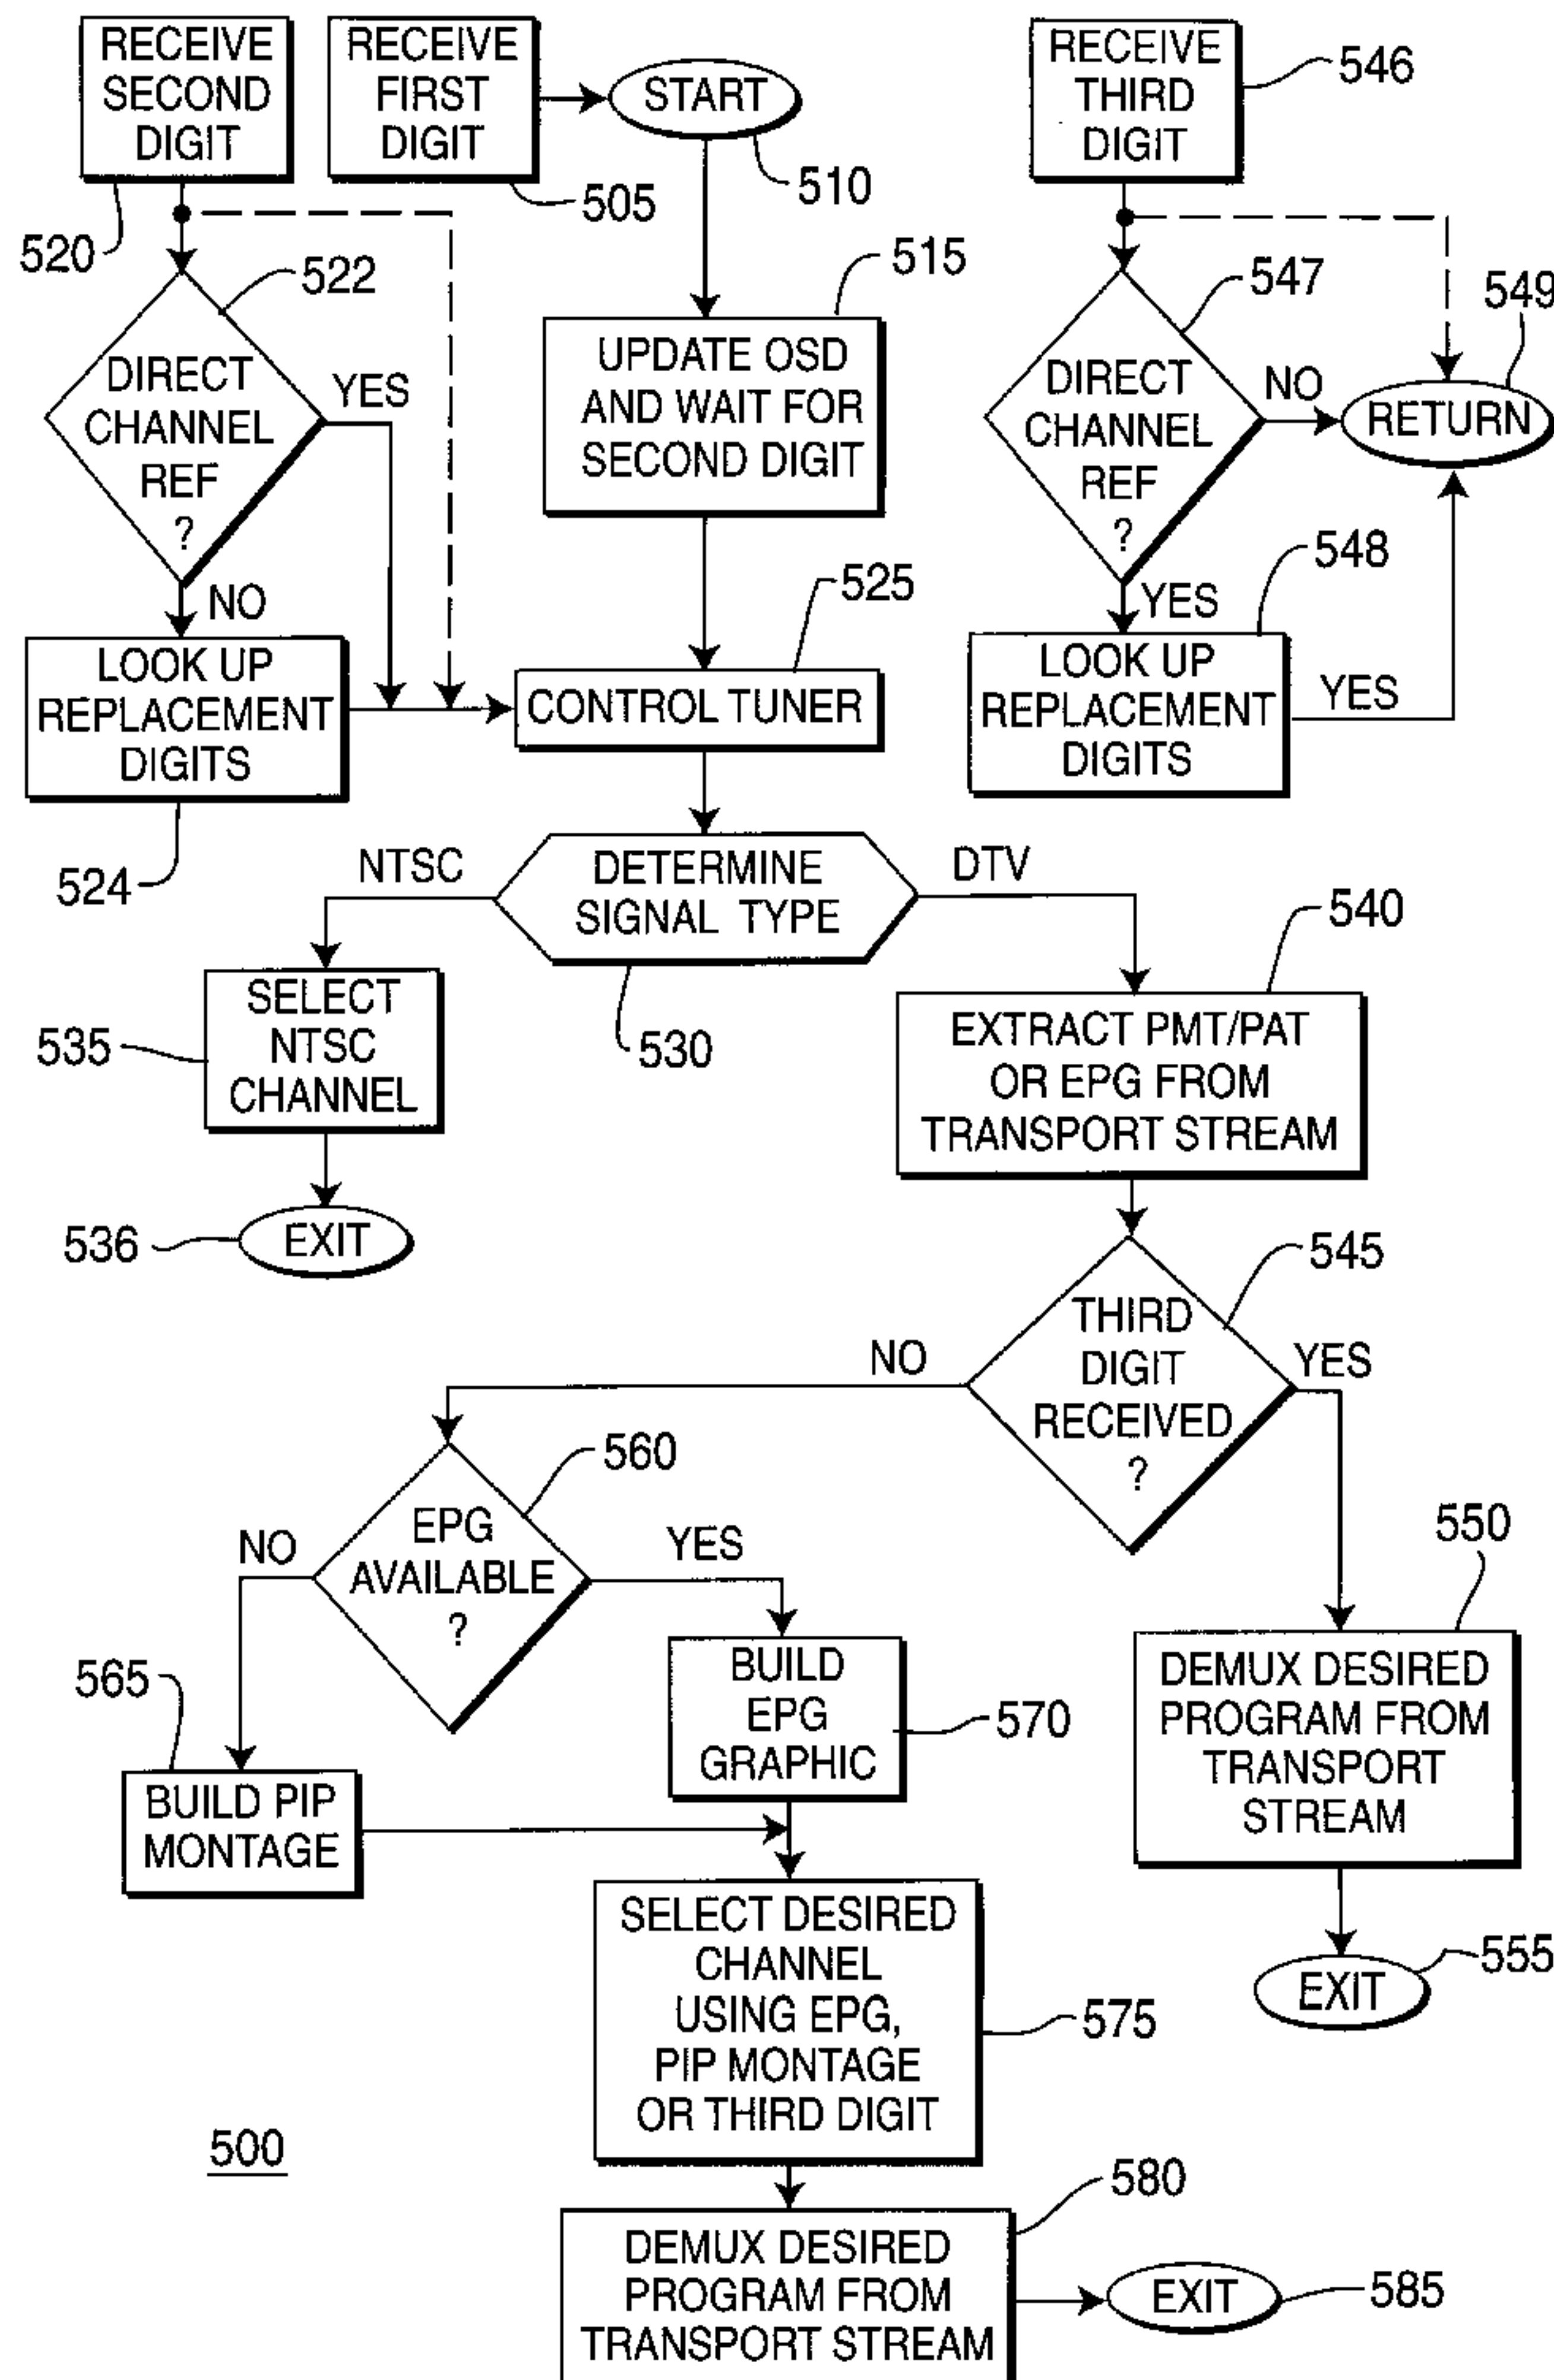 RECEIVE
SECOND
DIGIT
520
RECEIVE
FIRST
DIGIT
505
START
510
RECEIVE
THIRD
DIGIT
546
522
DIRECT
CHANNEL
REF
?
YES
NO
515
UPDATE OSD
AND WAIT FOR
SECOND DIGIT
547
DIRECT
CHANNEL
REF
?
NO
549
RETURN
YES
548
LOOK UP
REPLACEMENT
DIGITS
524
525
CONTROL TUNER
LOOK UP
REPLACEMENT
DIGITS
YES
NTSC
DETERMINE
SIGNAL TYPE
530
DTV
535
SELECT
NTSC
CHANNEL
536
EXIT
540
EXTRACT PMT/PAT
OR EPG FROM
TRANSPORT STREAM
545
THIRD
DIGIT
RECEIVED
?
NO
YES
560
EPG
AVAILABLE
?
NO
YES
550
DEMUX DESIRED
PROGRAM FROM
TRANSPORT
STREAM
565
BUILD PIP
MONTAGE
BUILD
EPG
GRAPHIC
570
EXIT
555
SELECT DESIRED
CHANNEL
USING EPG,
PIP MONTAGE
OR THIRD DIGIT
575
500
580
DEMUX DESIRED
PROGRAM FROM
TRANSPORT STREAM
EXIT
585